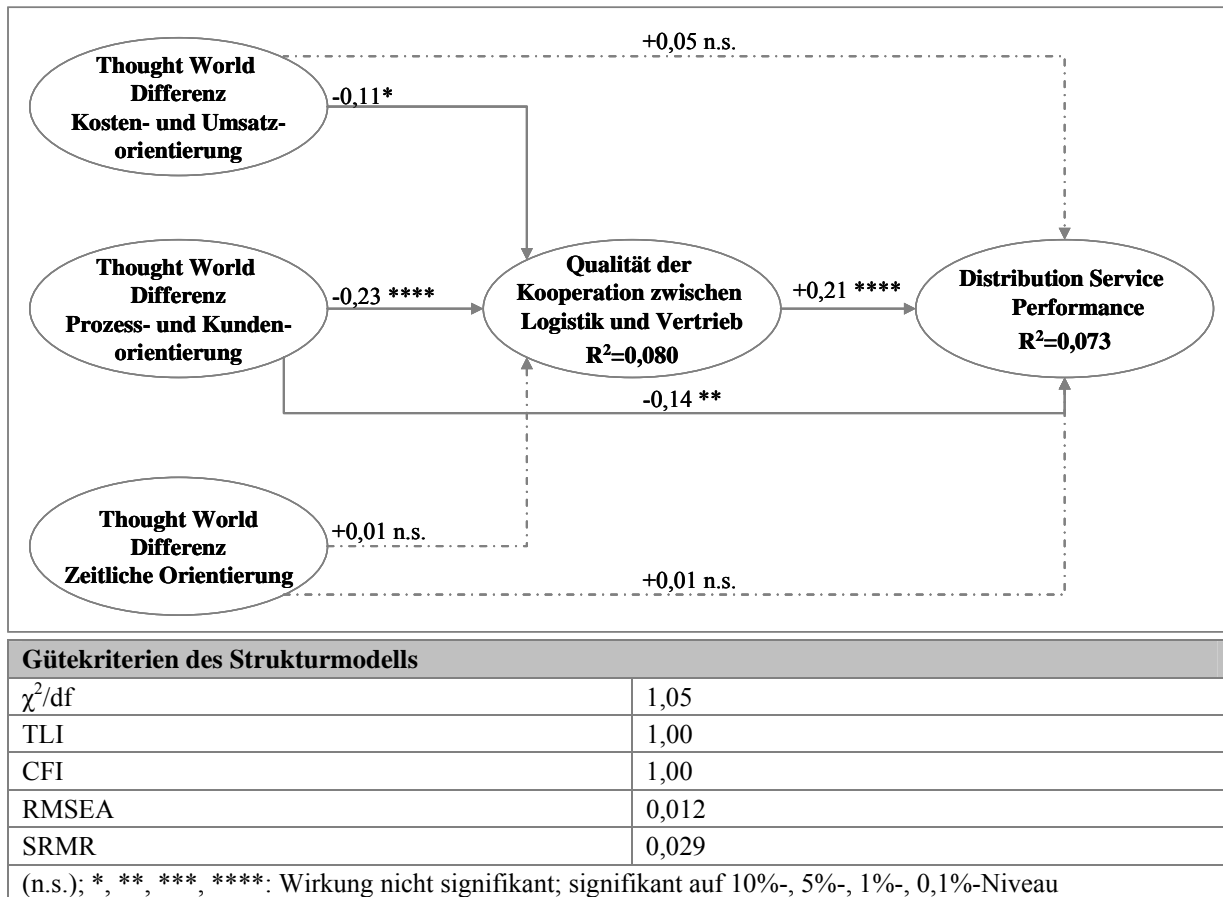 +0,05 n.s.
Thought World
Differenz
Kosten- und Umsatz-
orientierung
-0,11*
Thought World
Differenz
Prozess- und Kunden-
orientierung
-0,23 ****
Qualität der
Kooperation zwischen
Logistik und Vertrieb
R²=0,080
+0,21 ****
Distribution Service
Performance
R²=0,073
-0,14 **
Thought World
Differenz
Zeitliche Orientierung
+0,01 n.s.
+0,01 n.s.
Gütekriterien des Strukturmodells
χ²/df 1,05
TLI 1,00
CFI 1,00
RMSEA 0,012
SRMR 0,029
(n.s.); *, **, ***, ****: Wirkung nicht signifikant; signifikant auf 10%-, 5%-, 1%-, 0,1%-Niveau